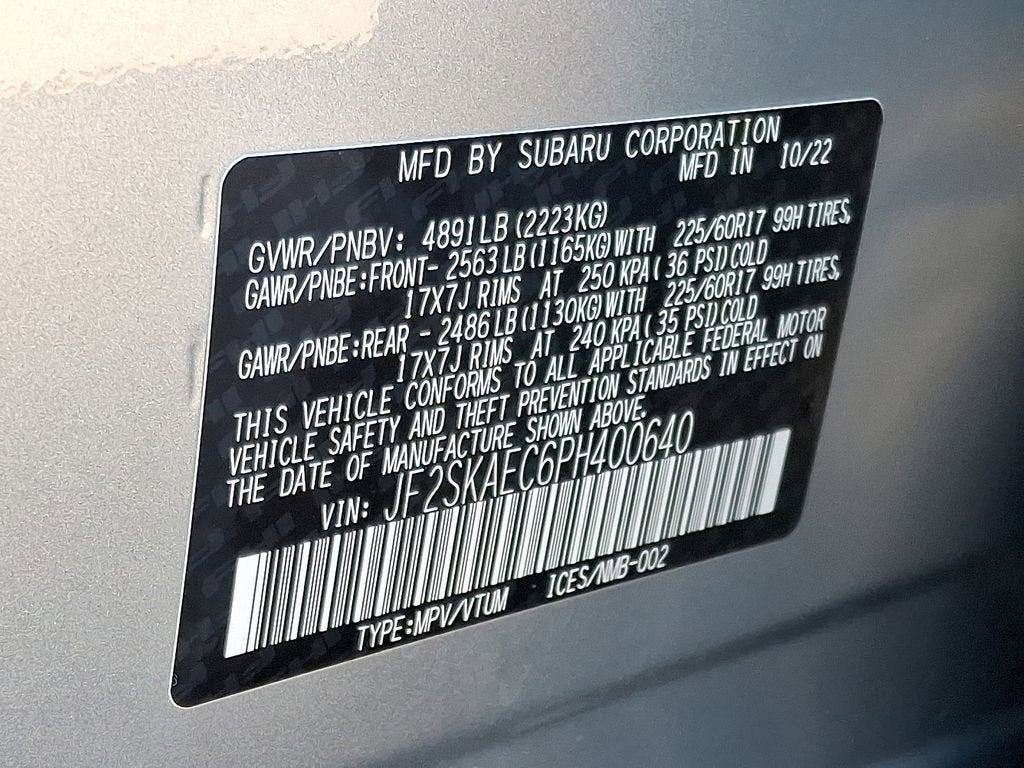 MFD BY SUBARU CORPORATION
MFD IN 10/22
GVWR/PNBV: 4891LB(2223KG)
GAWR/PNBE:FRONT- 2563LB(1165KG)WITH 225/60R17 99H TIRES,
17X7J RIMS AT 250 KPA( 36 PSI)COLD
GAWR/PNBE:REAR - 2486LB(1130KG)WITH 225/60R17 99H TIRES,
17X7J RIMS AT 240 KPA( 35 PSI)COLD
THIS VEHICLE CONFORMS TO ALL APPLICABLE FEDERAL MOTOR
VEHICLE SAFETY AND THEFT PREVENTION STANDARDS IN EFFECT ON
THE DATE OF MANUFACTURE SHOWN ABOVE.
VIN: JF2SKAEC6PH400640
TYPE:MPV/VTUM ICES/NMB-002